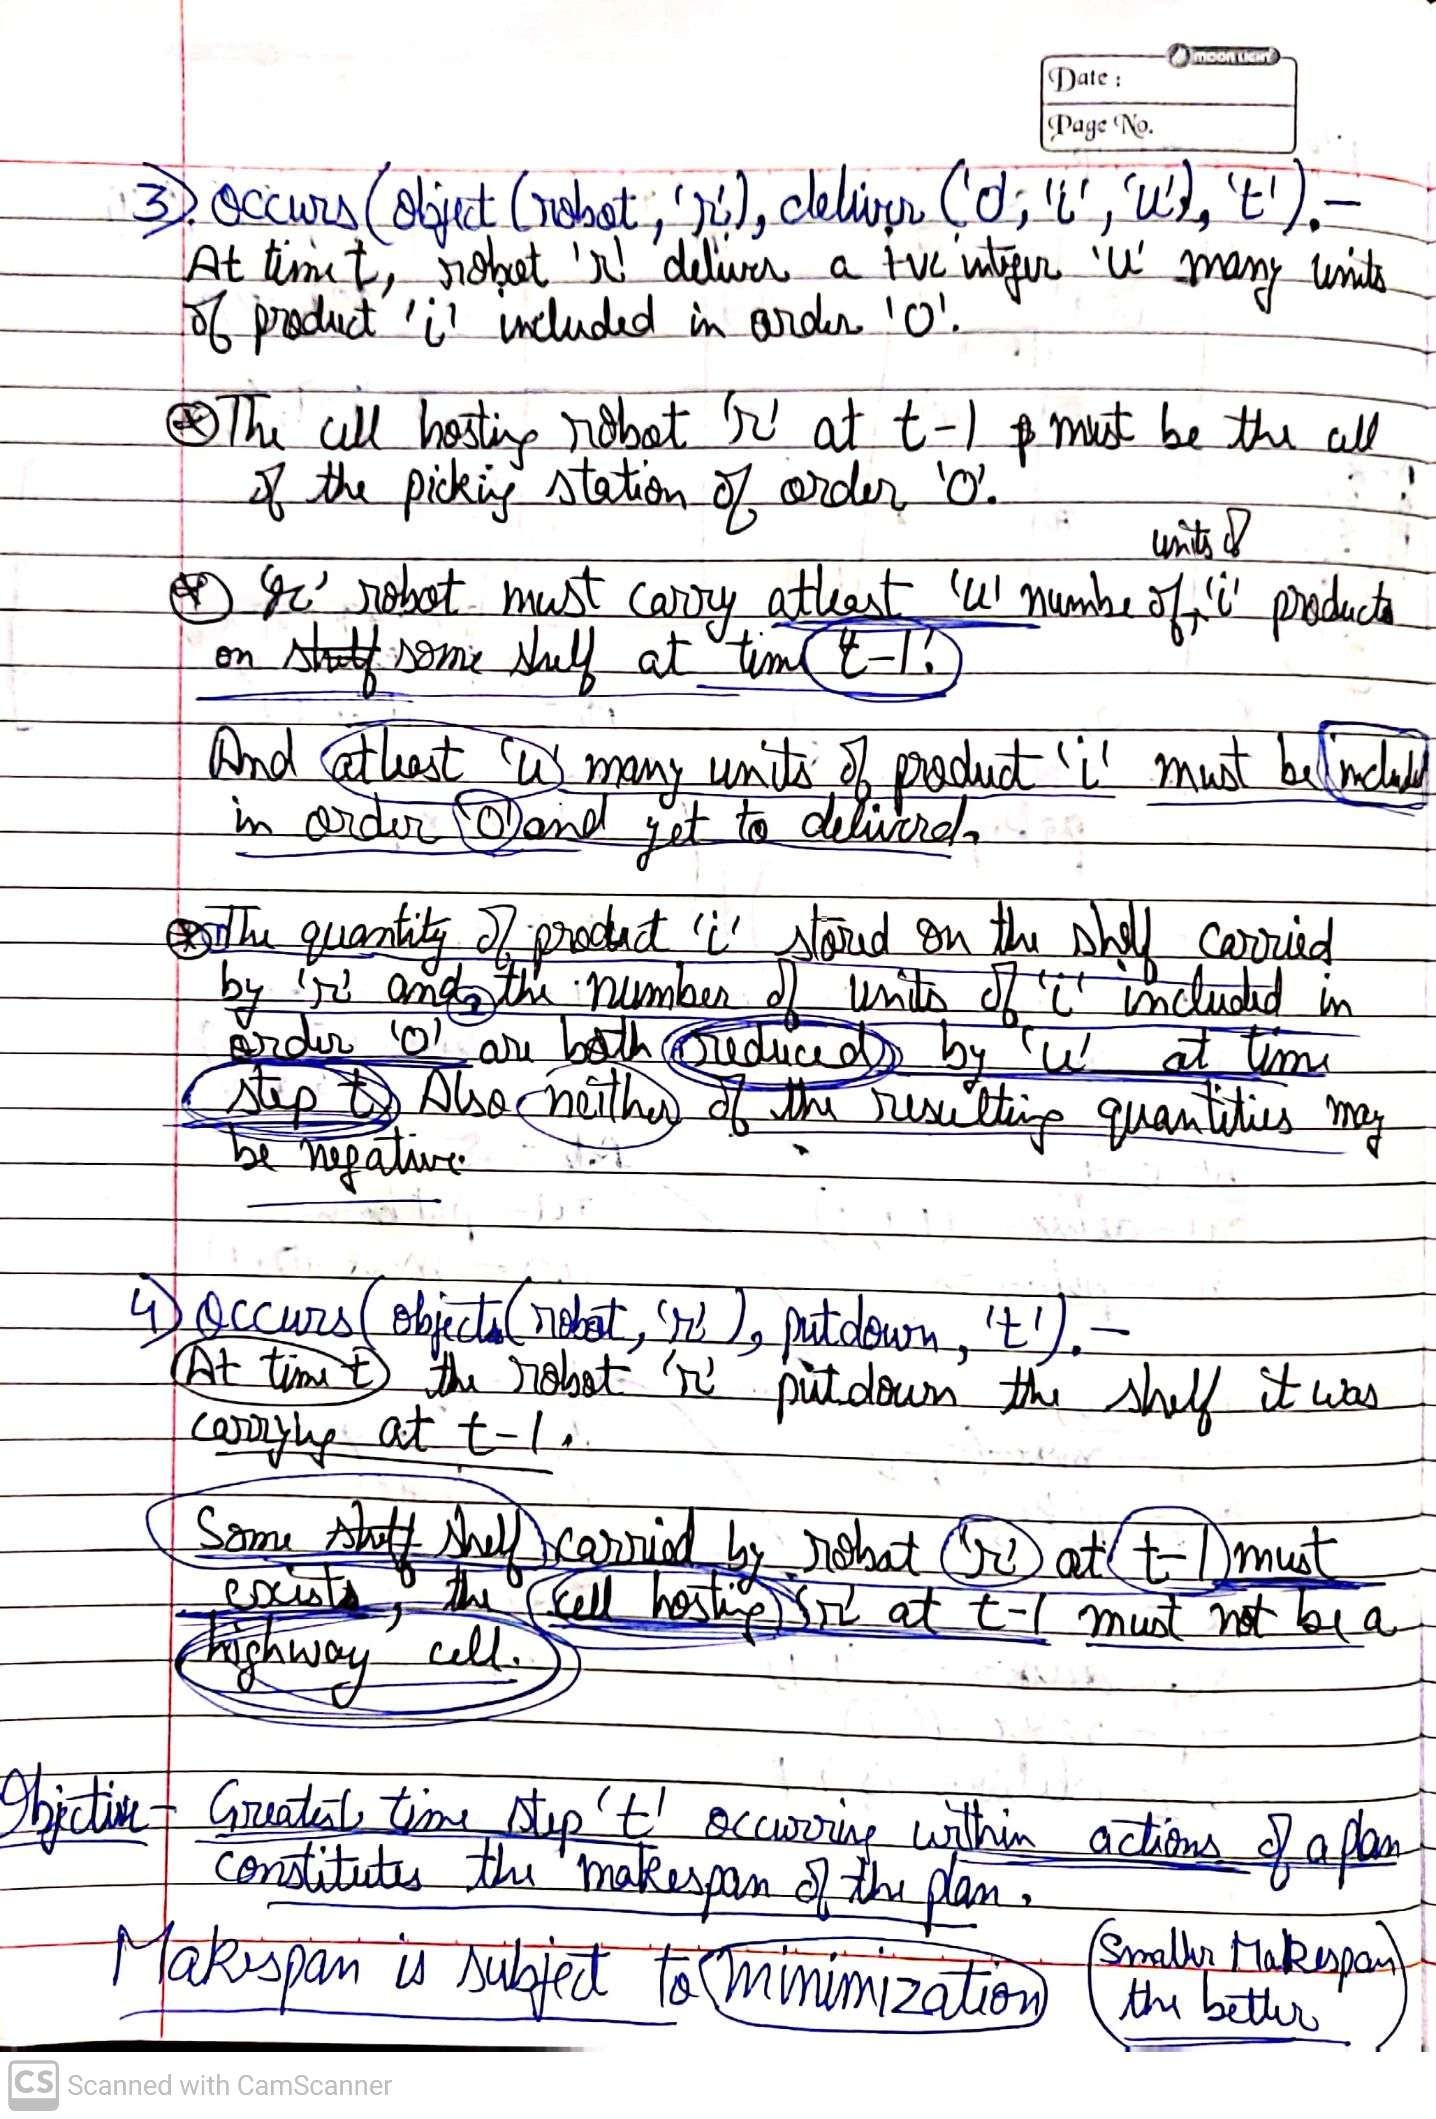 moonlight
Date :
Page No.
3). Occurs (object (robot, 'r'), deliver ('o', 'i', 'u'), 't').-
At time t, robot 'r' delivers a +ve integer 'u' many units
of product 'i' included in order 'O'.
* The cell hosting robot 'r' at t-1 must be the cell
of the picking station of order 'O'.
units of
* 'r' robot must carry atleast 'u' numbe of 'i' products
on some shelf at time t-1.
And atleast 'u' many units of product 'i' must be included
in order 'O' and yet to delivered.
* The quantity of product 'i' stored on the shelf carried
by 'r' and 2 the number of units of 'i' included in
order 'O' are both reduced by 'u' at time
step t. Also neither of the resulting quantities may
be negative.
4) Occurs (object (robot, 'r'), putdown, 't').-
At time t the robot 'r' putdown the shelf it was
carrying at t-1.
Some shelf carried by robot 'r' at t-1 must
exists, the cell hosting 'r' at t-1 must not be a
highway cell.
Objective - Greatest time step 't' occurring within actions of a plan
constitutes the makespan of the plan.
Makespan is subject to minimization
(Smaller Makespan
the better)
CS Scanned with CamScanner